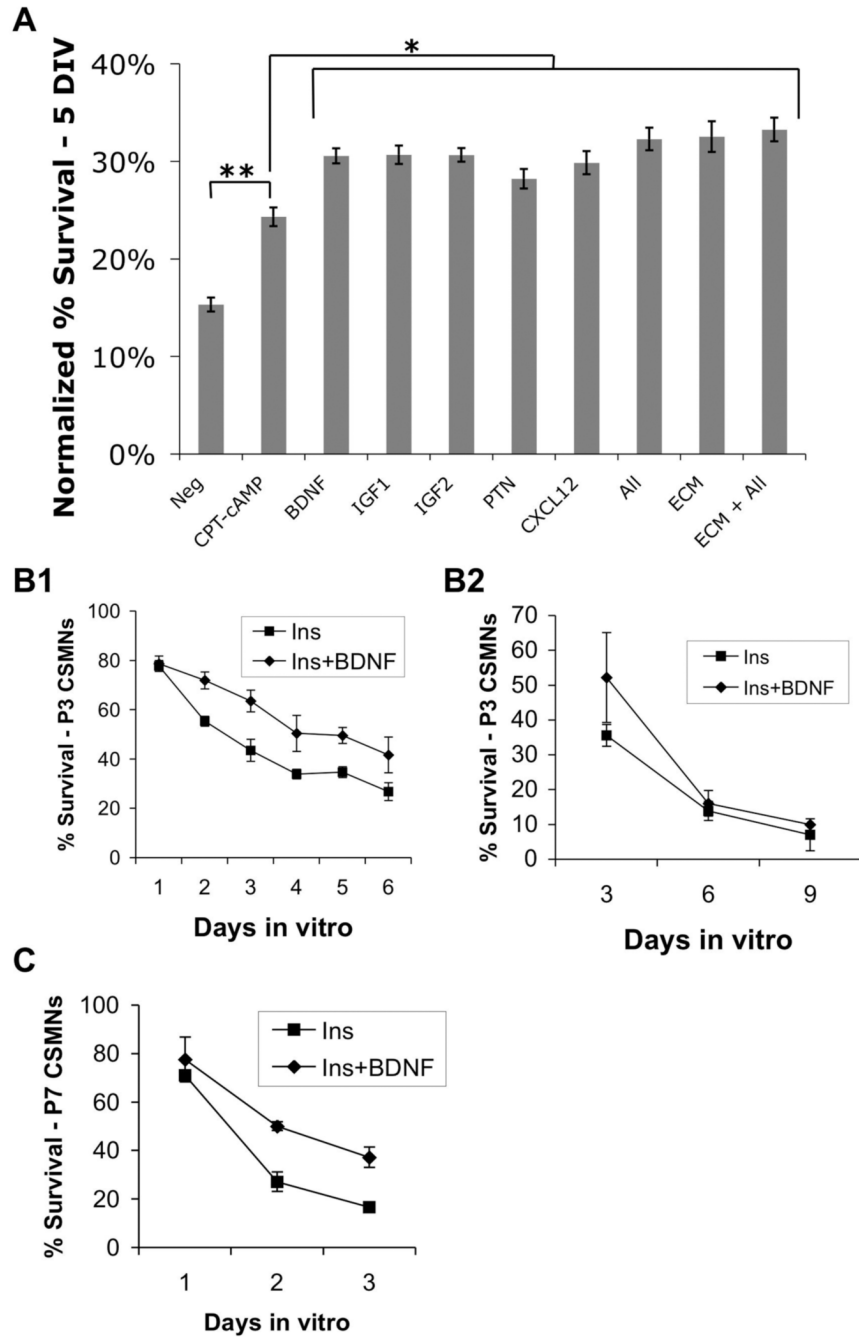 A
Normalized % Survival - 5 DIV
40%
30%
20%
10%
0%
**
*
Neg
CPT-cAMP
BDNF
IGF1
IGF2
PTN
CXCL12
All
ECM
ECM + All
B1
% Survival - P3 CSMNs
100
80
60
40
20
0
Ins
Ins+BDNF
1 2 3 4 5 6
Days in vitro
B2
% Survival - P3 CSMNs
70
60
50
40
30
20
10
0
Ins
Ins+BDNF
3 6 9
Days in vitro
C
% Survival - P7 CSMNs
100
80
60
40
20
0
Ins
Ins+BDNF
1 2 3
Days in vitro